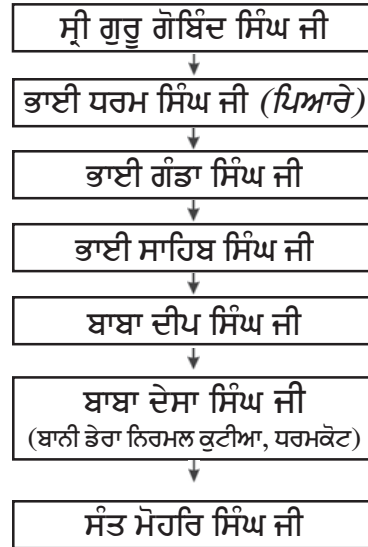 ਸ੍ਰੀ ਗੁਰੂ ਗੋਬਿੰਦ ਸਿੰਘ ਜੀ
ਭਾਈ ਧਰਮ ਸਿੰਘ ਜੀ (ਪਿਆਰੇ)
ਭਾਈ ਗੰਡਾ ਸਿੰਘ ਜੀ
ਭਾਈ ਸਾਹਿਬ ਸਿੰਘ ਜੀ
ਬਾਬਾ ਦੀਪ ਸਿੰਘ ਜੀ
ਬਾਬਾ ਦੇਸਾ ਸਿੰਘ ਜੀ
(ਬਾਨੀ ਡੇਰਾ ਨਿਰਮਲ ਕੁਟੀਆ, ਧਰਮਕੋਟ)
ਸੰਤ ਮੋਹਰਿ ਸਿੰਘ ਜੀ